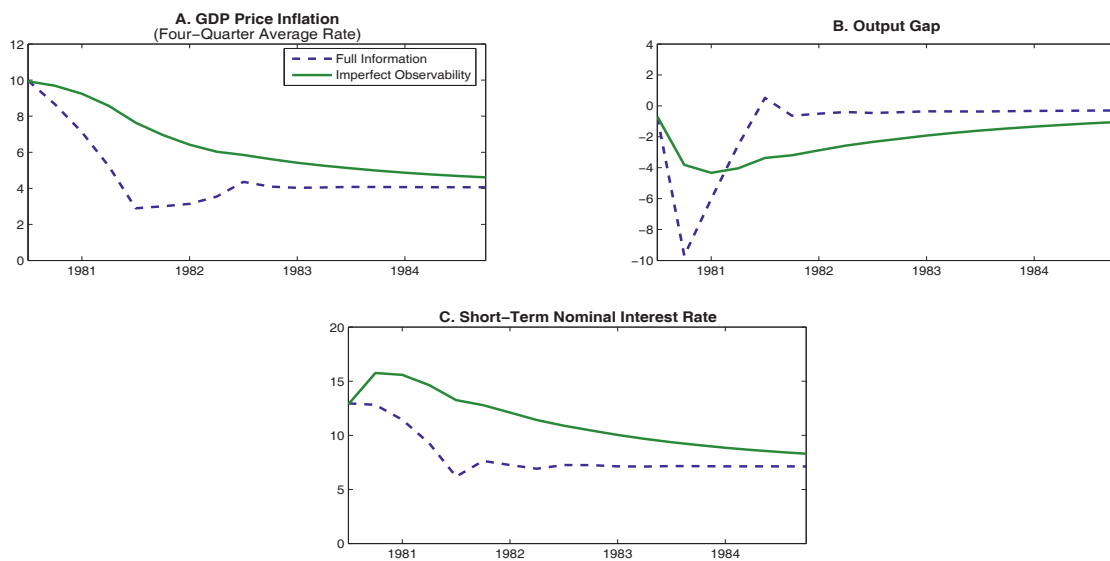 A. GDP Price Inflation
(Four−Quarter Average Rate)
12
10
8
6
4
2
0
1981 1982 1983 1984
Full Information
Imperfect Observability
B. Output Gap
4
2
0
−2
−4
−6
−8
−10
1981 1982 1983 1984
C. Short−Term Nominal Interest Rate
20
15
10
5
0
1981 1982 1983 1984